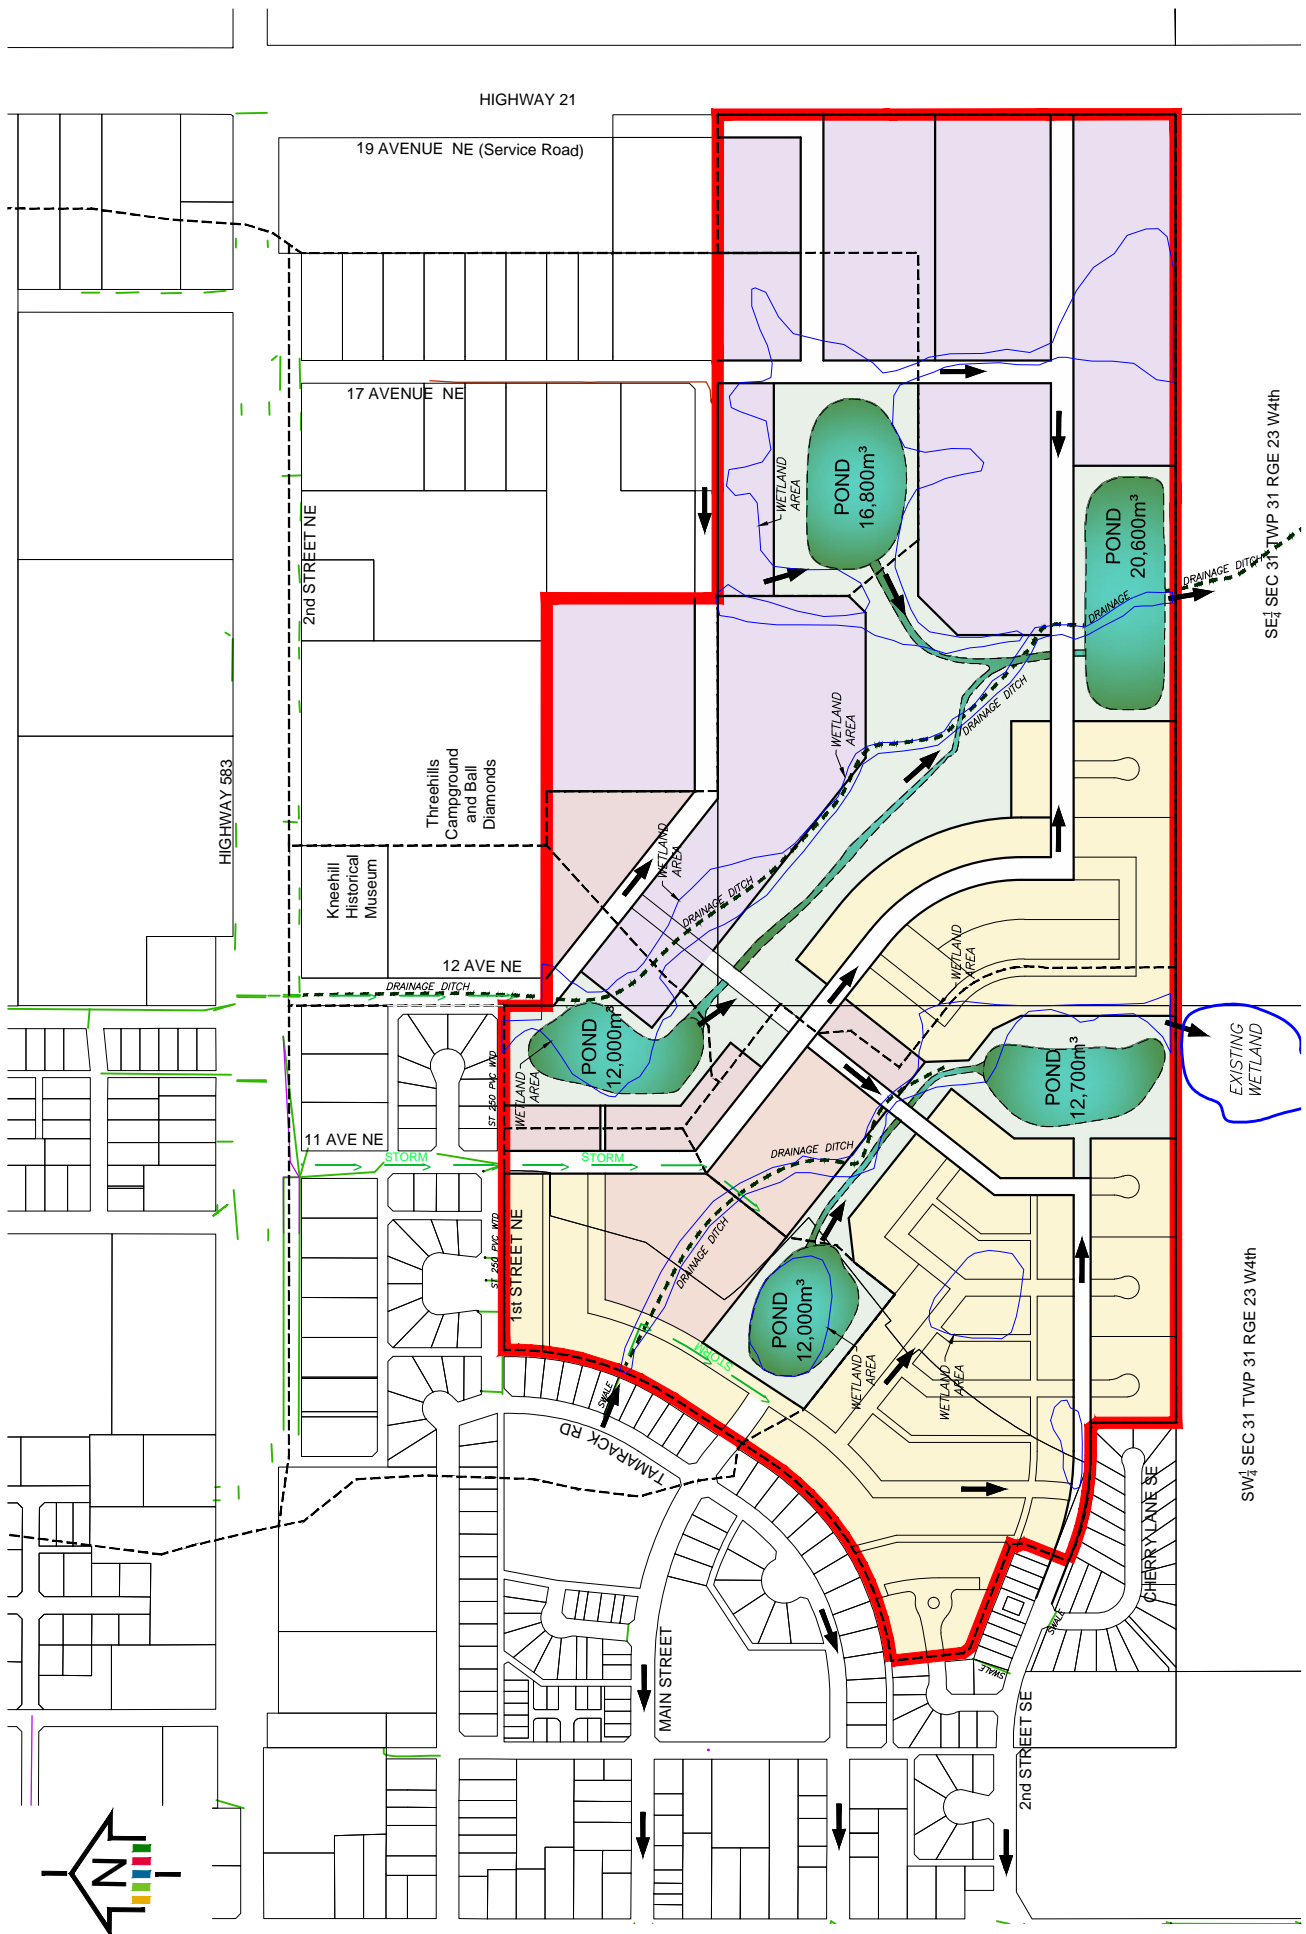 HIGHWAY 21
19 AVENUE NE (Service Road)
17 AVENUE NE
2nd STREET NE
HIGHWAY 583
WETLAND
AREA
POND
16,800m³
POND
20,600m³
DRAINAGE DITCH
DRAINAGE
SE¼ SEC 31 TWP 31 RGE 23 W4th
WETLAND
AREA
DRAINAGE DITCH
Threehills
Campground
and Ball
Diamonds
Kneehill
Historical
Museum
WETLAND
AREA
DRAINAGE DITCH
12 AVE NE
DRAINAGE DITCH
WETLAND
AREA
POND
12,000m³
WETLAND
AREA
ST 250 PVC WTD
POND
12,700m³
EXISTING
WETLAND
11 AVE NE
STORM
STORM
DRAINAGE DITCH
DRAINAGE DITCH
ST 250 PVC WTD
1st STREET NE
POND
12,000m³
STORM
WETLAND
AREA
WETLAND
AREA
SWALE
TAMARACK RD
SW¼ SEC 31 TWP 31 RGE 23 W4th
CHERRY LANE SE
SWALE
SWALE
MAIN STREET
2nd STREET SE
N